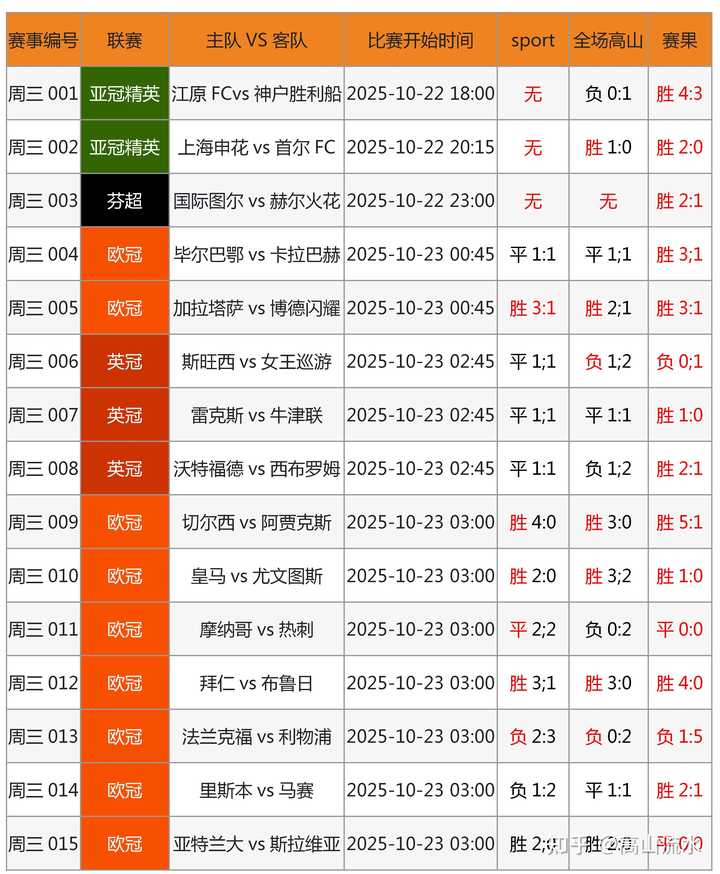 赛事编号 联赛 主队 VS 客队 比赛开始时间 sport 全场高山 赛果
周三 001 亚冠精英 江原 FCvs 神户胜利船 2025-10-22 18:00 无 负 0:1 胜 4:3
周三 002 亚冠精英 上海申花 vs 首尔 FC 2025-10-22 20:15 无 胜 1:0 胜 2:0
周三 003 芬超 国际图尔 vs 赫尔火花 2025-10-22 23:00 无 无 胜 2:1
周三 004 欧冠 毕尔巴鄂 vs 卡拉巴赫 2025-10-23 00:45 平 1:1 平 1;1 胜 3;1
周三 005 欧冠 加拉塔萨 vs 博德闪耀 2025-10-23 00:45 胜 3:1 胜 2;1 胜 3:1
周三 006 英冠 斯旺西 vs 女王巡游 2025-10-23 02:45 平 1;1 负 1;2 负 0;1
周三 007 英冠 雷克斯 vs 牛津联 2025-10-23 02:45 平 1;1 平 1:1 胜 1:0
周三 008 英冠 沃特福德 vs 西布罗姆 2025-10-23 02:45 平 1:1 负 1;2 胜 2:1
周三 009 欧冠 切尔西 vs 阿贾克斯 2025-10-23 03:00 胜 4:0 胜 3:0 胜 5:1
周三 010 欧冠 皇马 vs 尤文图斯 2025-10-23 03:00 胜 2:0 胜 3;2 胜 1:0
周三 011 欧冠 摩纳哥 vs 热刺 2025-10-23 03:00 平 2;2 负 0:2 平 0:0
周三 012 欧冠 拜仁 vs 布鲁日 2025-10-23 03:00 胜 3;1 胜 3:0 胜 4:0
周三 013 欧冠 法兰克福 vs 利物浦 2025-10-23 03:00 负 2:3 负 0:2 负 1:5
周三 014 欧冠 里斯本 vs 马赛 2025-10-23 03:00 负 1:2 平 1:1 胜 2:1
周三 015 欧冠 亚特兰大 vs 斯拉维亚 2025-10-23 03:00 胜 胜 平 0:0
知乎 @高山流水